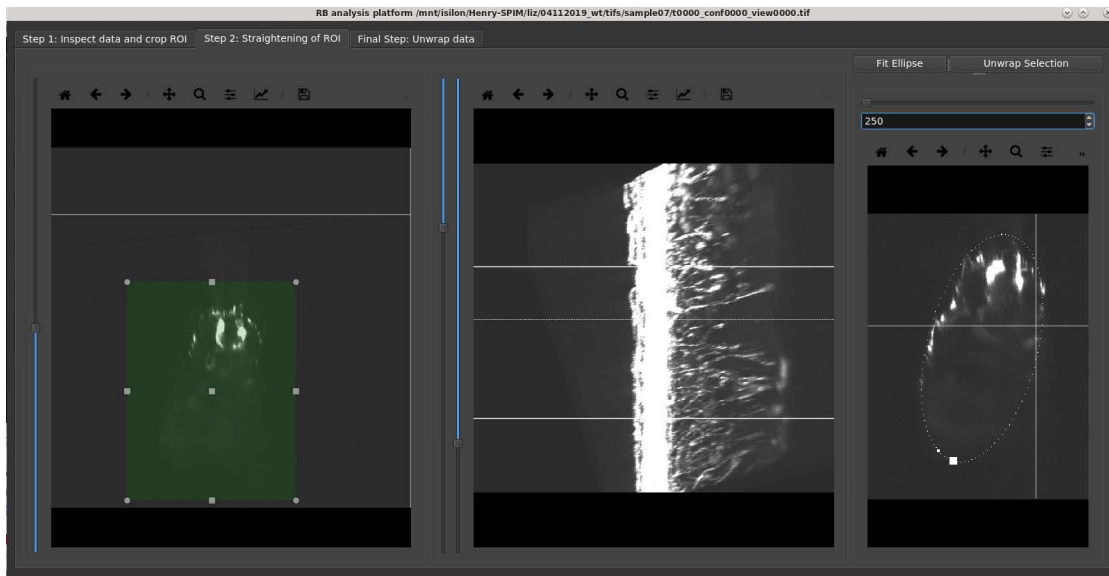 RB analysis platform /mnt/isilon/Henry-SPIM/liz/04112019_wt/tifs/sample07/t0000_conf0000_view0000.tif
Step 1: Inspect data and crop ROI
Step 2: Straightening of ROI
Final Step: Unwrap data
Fit Ellipse
Unwrap Selection
250